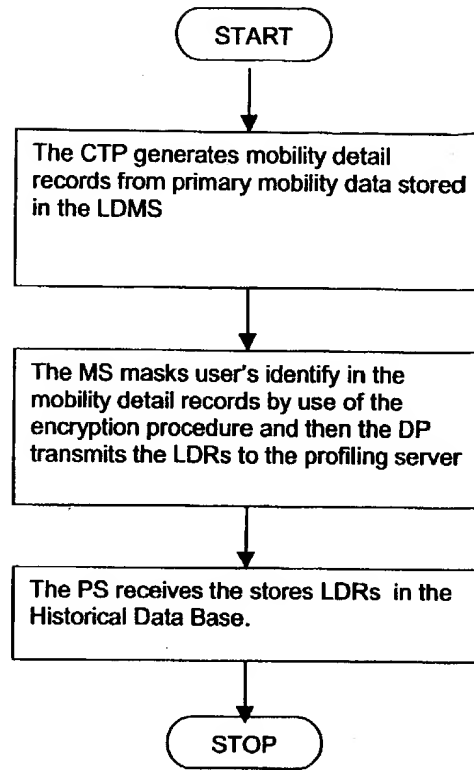 START
The CTP generates mobility detail
records from primary mobility data stored
in the LDMS
The MS masks user's identify in the
mobility detail records by use of the
encryption procedure and then the DP
transmits the LDRs to the profiling server
The PS receives the stores LDRs in the
Historical Data Base.
STOP